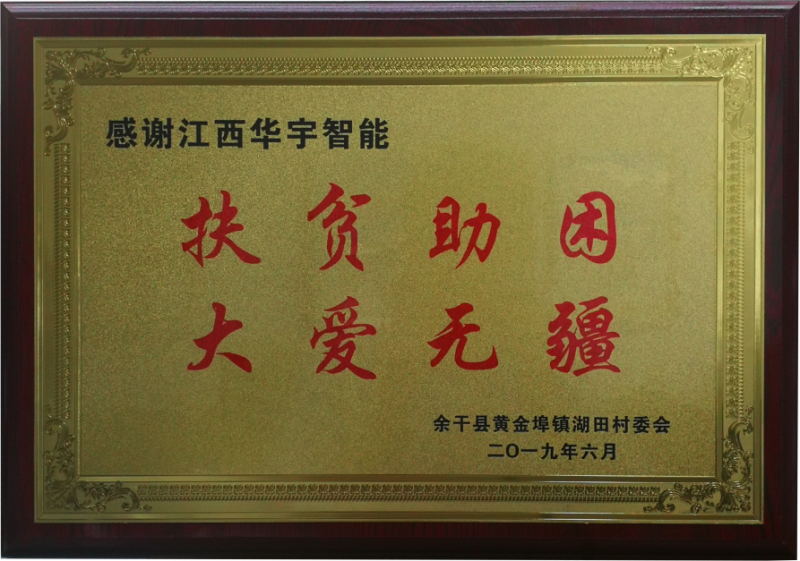 感谢江西华宇智能
扶贫助困
大爱无疆
余干县黄金埠镇湖田村委会
二〇一九年六月